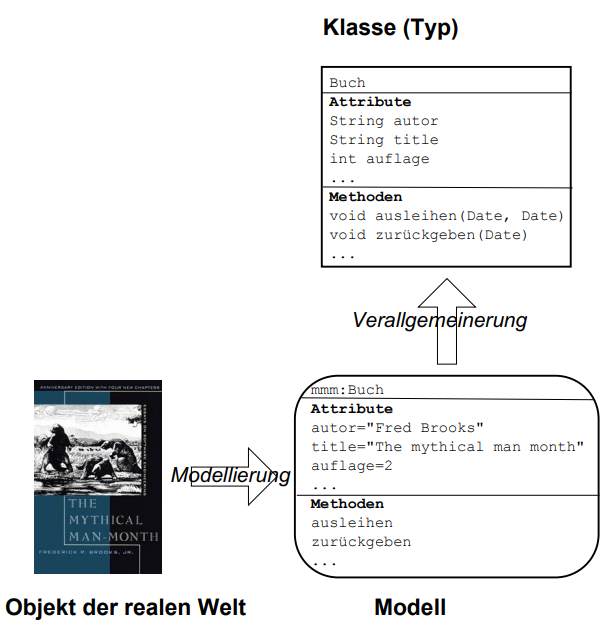 Klasse (Typ)
Buch
Attribute
String autor
String title
int auflage
...
Methoden
void ausleihen(Date, Date)
void zurückgeben(Date)
...
Verallgemeinerung
mmm:Buch
Attribute
autor="Fred Brooks"
title="The mythical man month"
auflage=2
...
Methoden
ausleihen
zurückgeben
...
Modellierung
ANNIVERSARY EDITION WITH FOUR NEW CHAPTERS
ESSAYS ON SOFTWARE ENGINEERING
THE
MYTHICAL
MAN-MONTH
FREDERICK P. BROOKS, JR.
Objekt der realen Welt
Modell